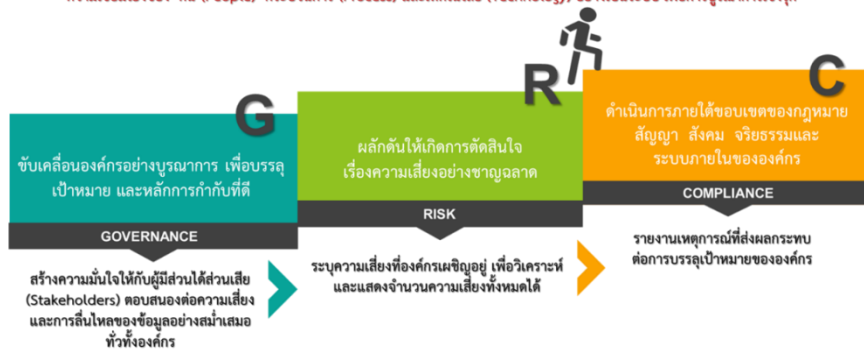 (People) (Process) (Technology)
G
ขับเคลื่อนองค์กรอย่างบูรณาการ เพื่อบรรลุ
เป้าหมาย และหลักการกำกับที่ดี
GOVERNANCE
สร้างความมั่นใจให้กับผู้มีส่วนได้ส่วนเสีย
(Stakeholders) ตอบสนองต่อความเสี่ยง
และการลื่นไหลของข้อมูลอย่างสม่ำเสมอ
ทั่วทั้งองค์กร
R
ผลักดันให้เกิดการตัดสินใจ
เรื่องความเสี่ยงอย่างชาญฉลาด
RISK
ระบุความเสี่ยงที่องค์กรเผชิญอยู่ เพื่อวิเคราะห์
และแสดงจำนวนความเสี่ยงทั้งหมดได้
C
ดำเนินการภายใต้ขอบเขตของกฎหมาย
สัญญา สังคม จริยธรรมและ
ระบบภายในขององค์กร
COMPLIANCE
รายงานเหตุการณ์ที่ส่งผลกระทบ
ต่อการบรรลุเป้าหมายขององค์กร